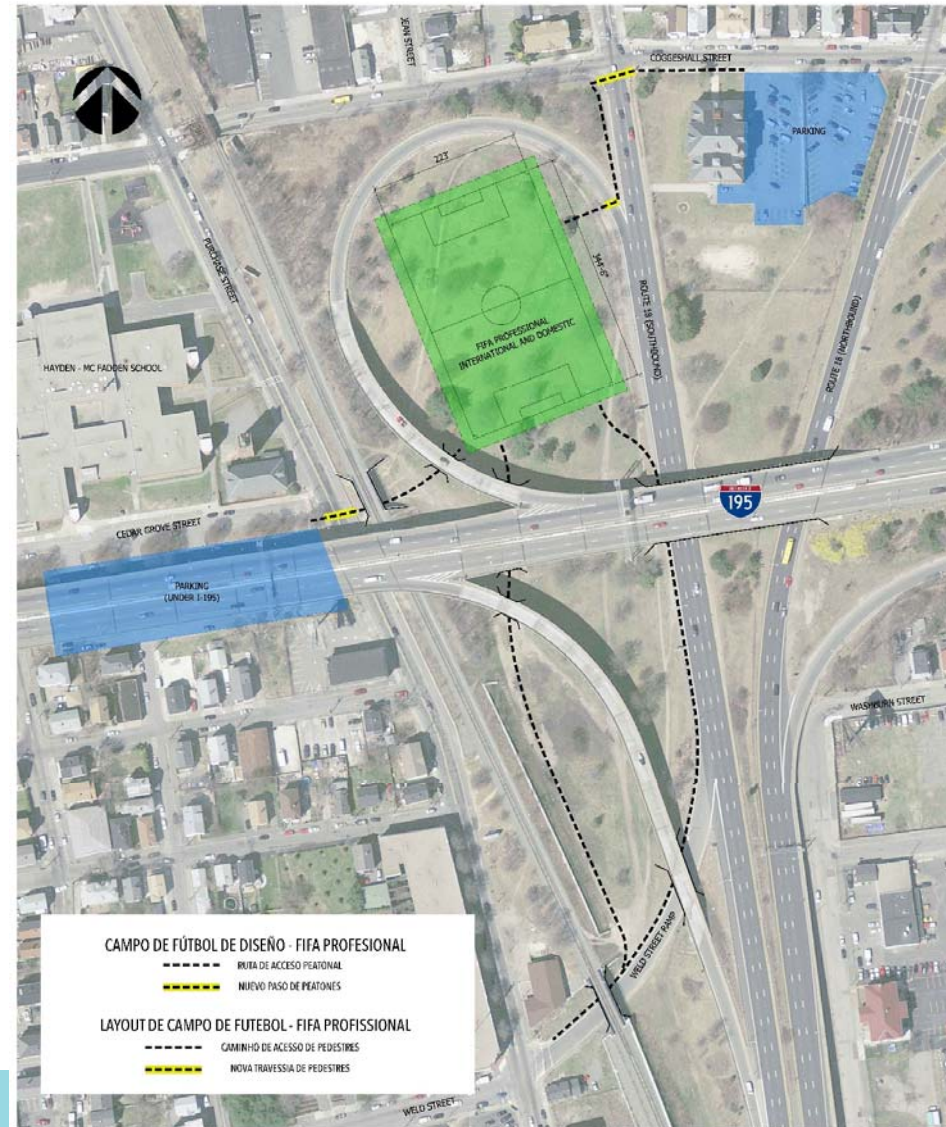 JEAN STREET
COGGESHALL STREET
PARKING
223'
344'-6"
PURCHASE STREET
FIFA PROFESSIONAL
INTERNATIONAL AND DOMESTIC
ROUTE 18 (SOUTHBOUND)
ROUTE 18 (NORTHBOUND)
HAYDEN - MC FADDEN SCHOOL
195
CEDAR GROVE STREET
PARKING
(UNDER I-195)
WASHBURN STREET
WELD STREET RAMP
CAMPO DE FÚTBOL DE DISEÑO - FIFA PROFESIONAL
RUTA DE ACCESO PEATONAL
NUEVO PASO DE PEATONES
LAYOUT DE CAMPO DE FUTEBOL - FIFA PROFISSIONAL
CAMINHO DE ACESSO DE PEDESTRES
NOVA TRAVESSIA DE PEDESTRES
WELD STREET